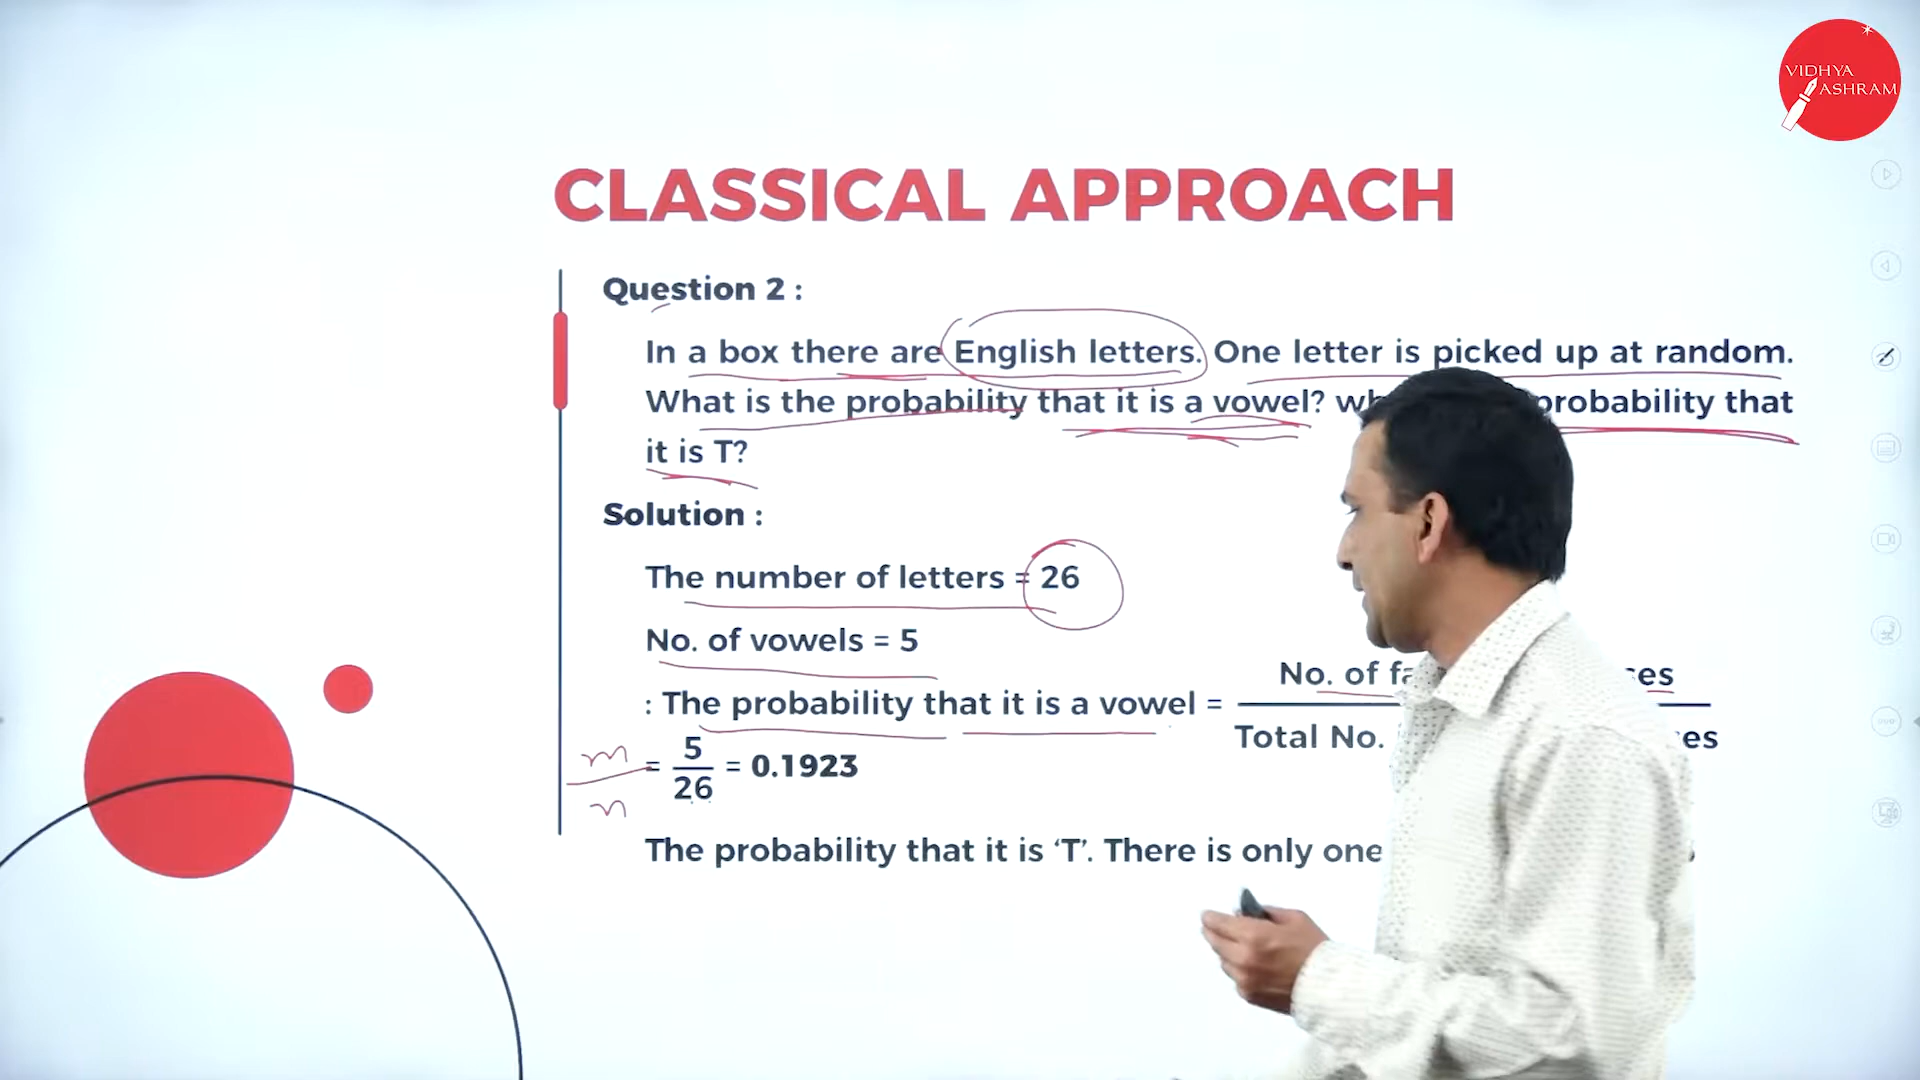 VIDHYA
ASHRAM
CLASSICAL APPROACH
Question 2 :
In a box there are English letters. One letter is picked up at random.
What is the probability that it is a vowel? probability that
it is T?
Solution :
The number of letters = 26
No. of vowels = 5
No. of
: The probability that it is a vowel =
Total No.
m
n
= 5/26 = 0.1923
The probability that it is ‘T’. There is only one